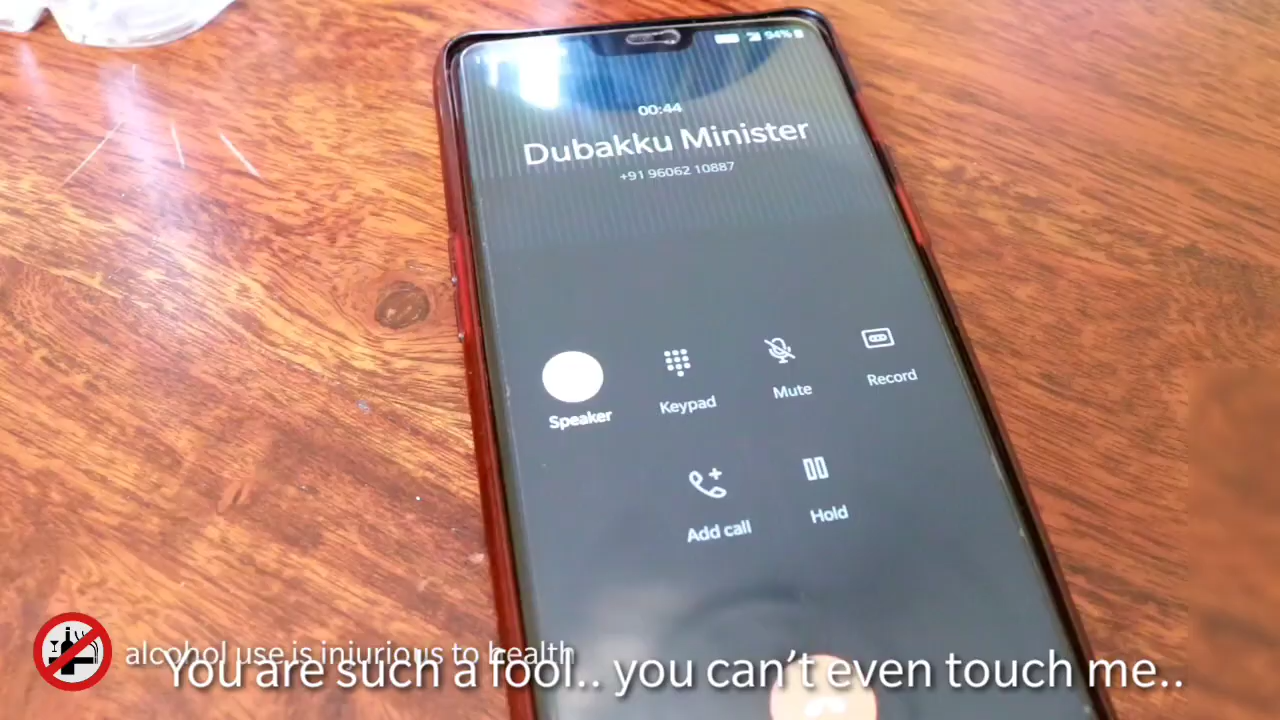 94%
00:44
Dubakku Minister
+91 96062 10887
Speaker
Keypad
Mute
Record
Add call
Hold
alcohol use is injurious to health
You are such a fool.. you can't even touch me..